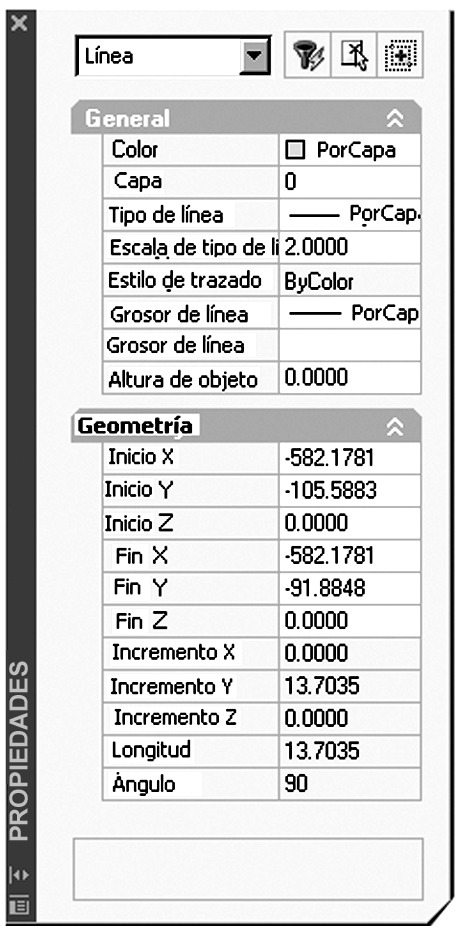 Línea
General
Color PorCapa
Capa 0
Tipo de línea PorCap
Escala de tipo de li 2.0000
Estilo de trazado ByColor
Grosor de línea PorCap
Grosor de línea
Altura de objeto 0.0000
Geometría
Inicio X -582.1781
Inicio Y -105.5883
Inicio Z 0.0000
Fin X -582.1781
Fin Y -91.8848
Fin Z 0.0000
Incremento X 0.0000
Incremento Y 13.7035
Incremento Z 0.0000
Longitud 13.7035
Ángulo 90
PROPIEDADES